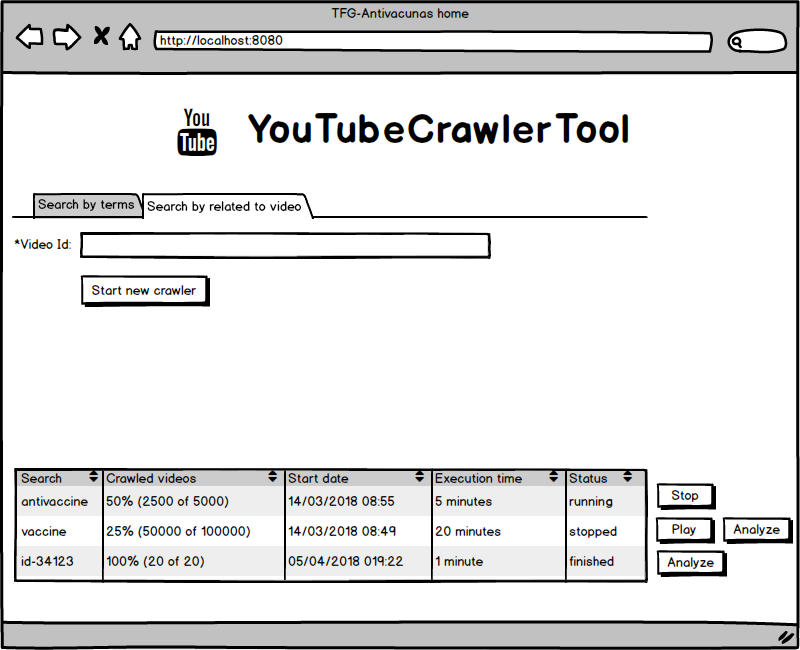 TFG-Antivacunas home
http://localhost:8080
You
Tube
YouTubeCrawlerTool
Search by terms Search by related to video
*Video Id:
Start new crawler
Search Crawled videos Start date Execution time Status
antivaccine 50% (2500 of 5000) 14/03/2018 08:55 5 minutes running Stop
vaccine 25% (50000 of 100000) 14/03/2018 08:49 20 minutes stopped Play Analyze
id-34123 100% (20 of 20) 05/04/2018 019:22 1 minute finished Analyze